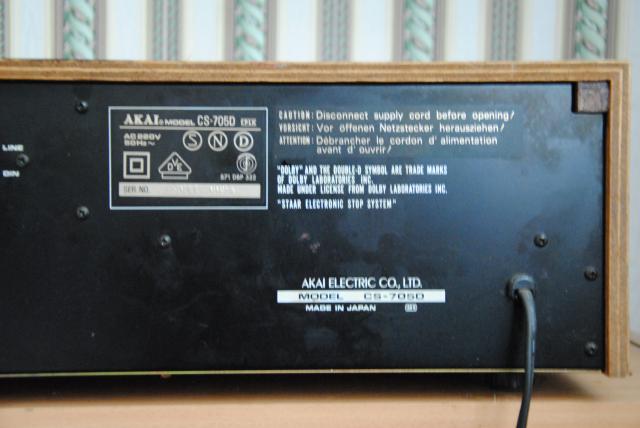 AKAI MODEL CS-705D
AC 220V
50Hz~
S N D
VDE
SER NO.
LINE
DIN
CAUTION: Disconnect supply cord before opening!
VORSICHT: Vor offenen Netzstecker herausziehen!
ATTENTION: Débrancher le cordon d'alimentation
avant d'ouvrir!
"DOLBY" AND THE DOUBLE-D SYMBOL ARE TRADE MARKS
OF DOLBY LABORATORIES INC.
MADE UNDER LICENSE FROM DOLBY LABORATORIES INC.
"STAAR ELECTRONIC STOP SYSTEM"
AKAI ELECTRIC CO., LTD.
MODEL CS-705D
MADE IN JAPAN